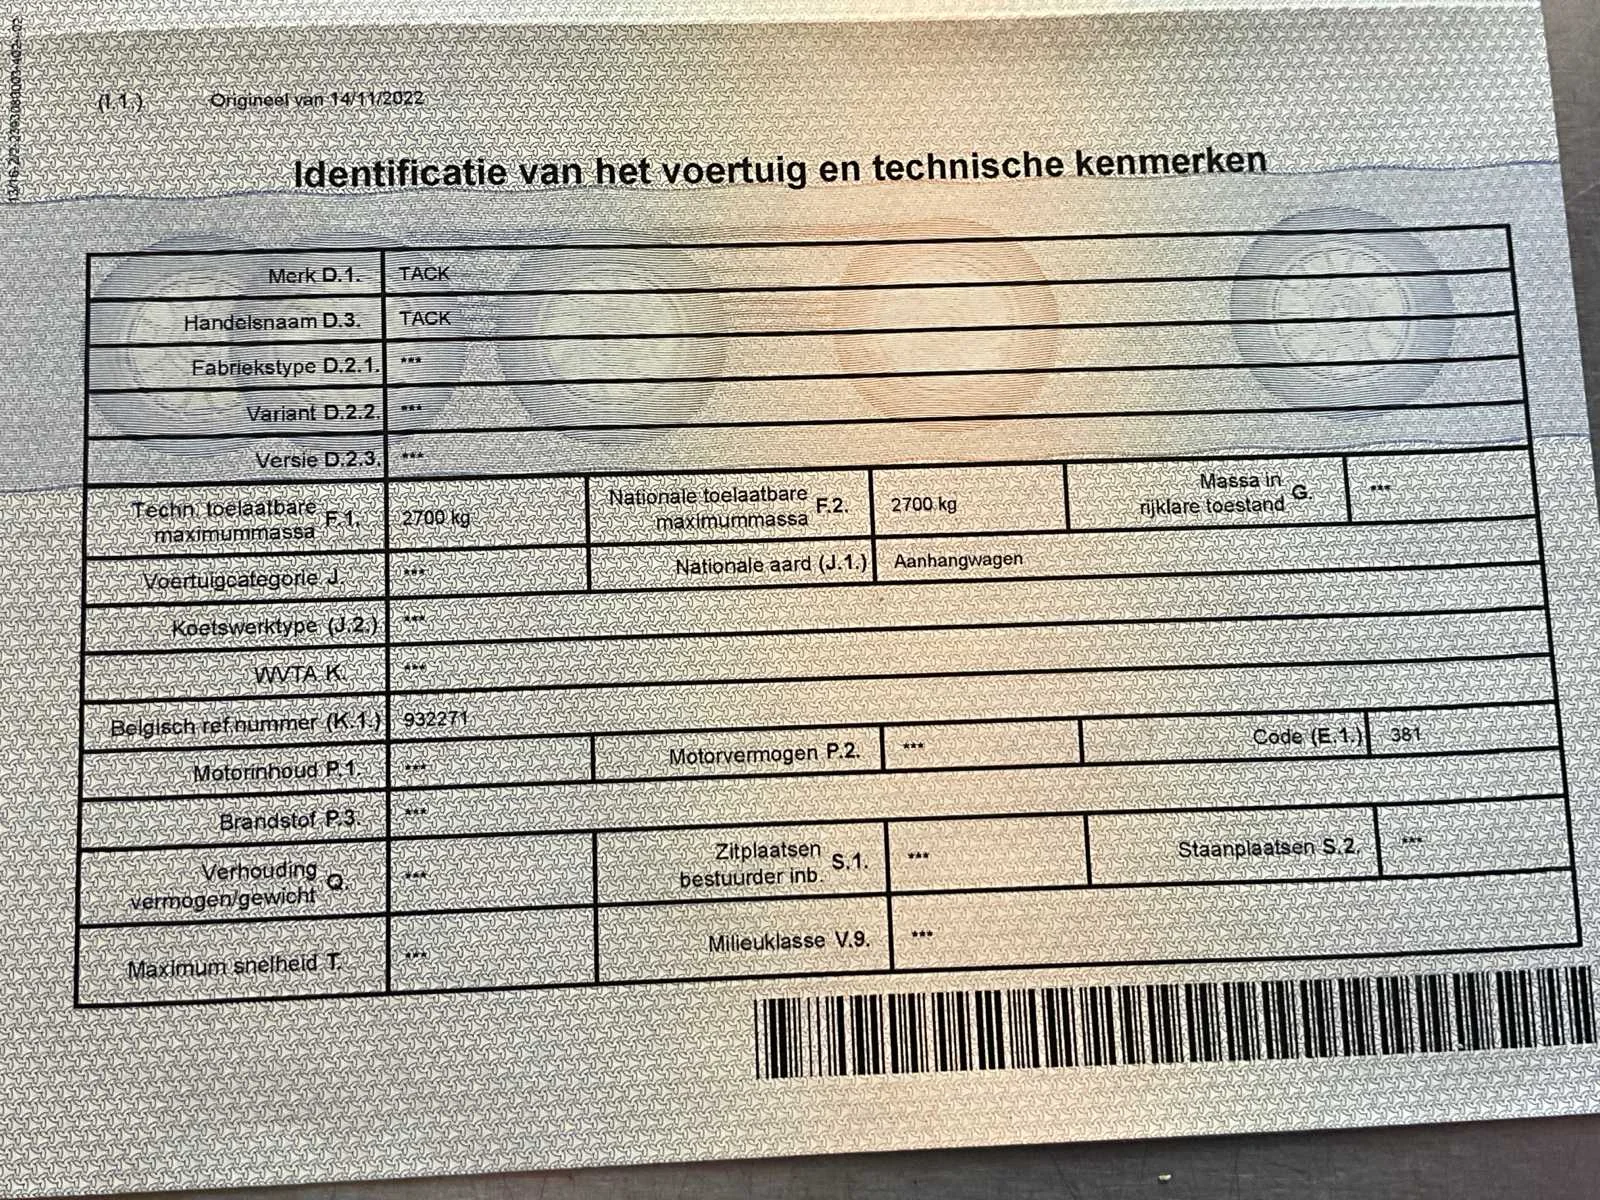 (I.1.) Origineel van 14/11/2022
Identificatie van het voertuig en technische kenmerken
Merk D.1. TACK
Handelsnaam D.3. TACK
Fabriekstype D.2.1. ***
Variant D.2.2. ***
Versie D.2.3. ***
Techn. toelaatbare maximummassa F.1. 2700 kg Nationale toelaatbare maximummassa F.2. 2700 kg Massa in rijklare toestand G. ***
Voertuigcategorie J. *** Nationale aard (J.1.) Aanhangwagen
Koetswerktype (J.2.) ***
WVTA K. ***
Belgisch ref.nummer (K.1.) 932271
Motorinhoud P.1. *** Motorvermogen P.2. *** Code (E.1.) 381
Brandstof P.3. ***
Verhouding vermogen/gewicht Q. *** Zitplaatsen bestuurder inb. S.1. *** Staanplaatsen S.2. ***
Maximum snelheid T. *** Milieuklasse V.9. ***